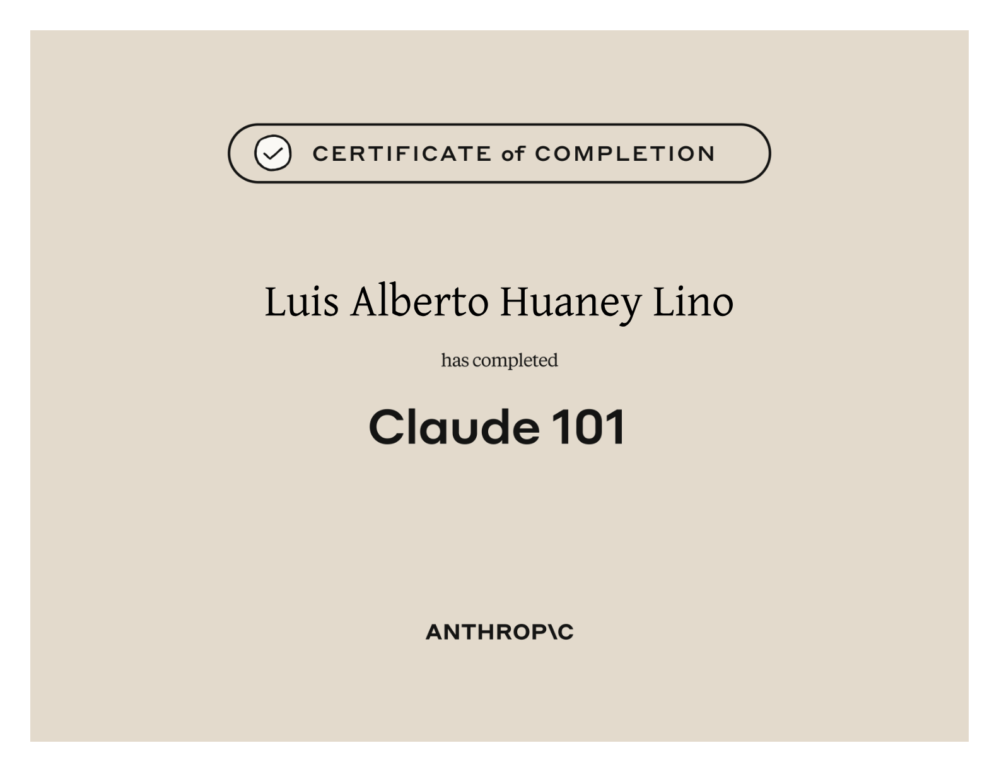 CERTIFICATE of COMPLETION
Luis Alberto Huaney Lino
has completed
Claude 101
ANTHROP\C